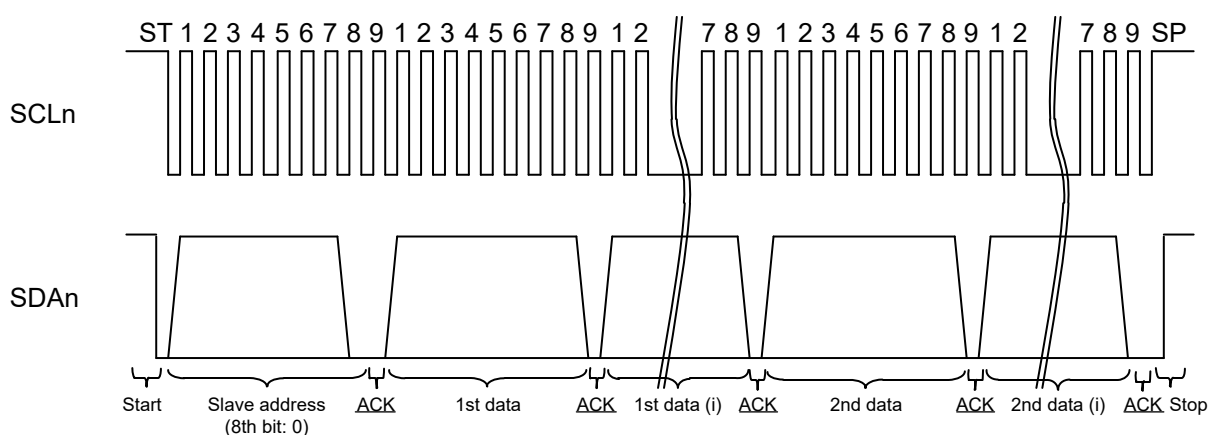 ST 1 2 3 4 5 6 7 8 9 1 2 3 4 5 6 7 8 9 1 2 7 8 9 1 2 3 4 5 6 7 8 9 1 2 7 8 9 SP
SCLn
SDAn
Start Slave address ACK 1st data ACK 1st data (i) ACK 2nd data ACK 2nd data (i) ACK Stop
(8th bit: 0)